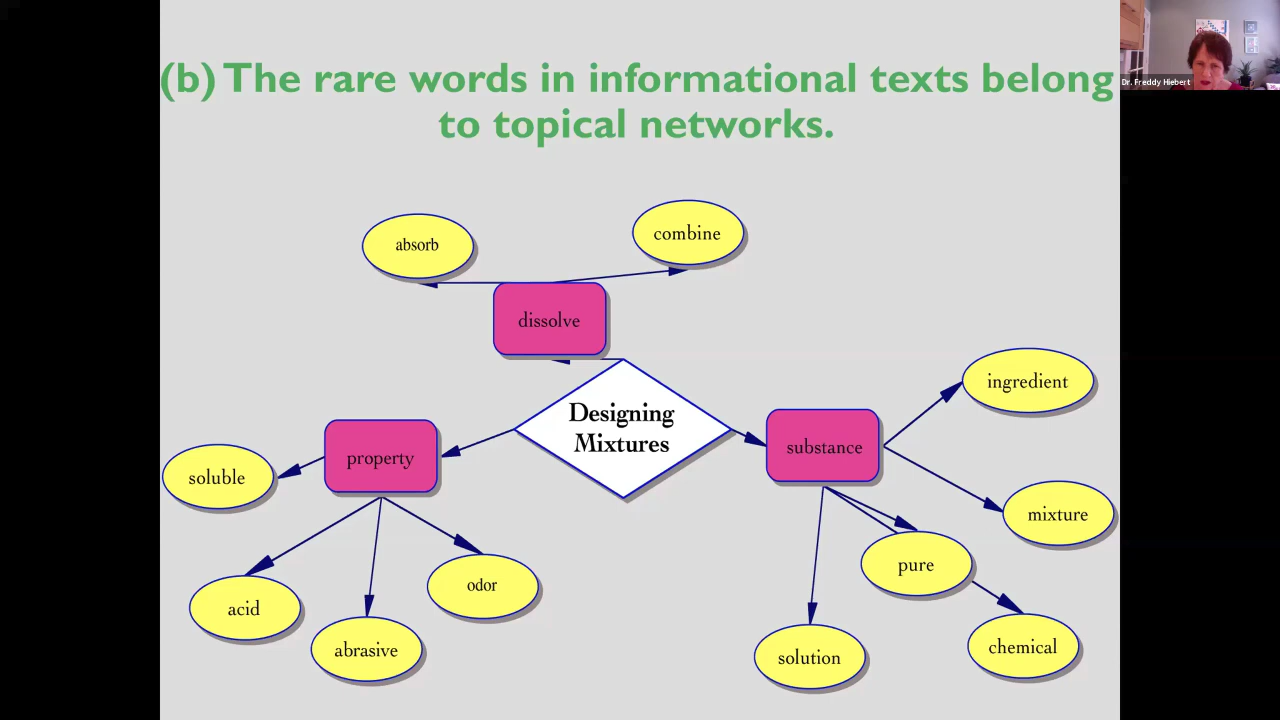 (b) The rare words in informational texts belong
to topical networks.
Dr. Freddy Hiebert
absorb
combine
dissolve
Designing
Mixtures
property
substance
ingredient
soluble
mixture
acid
abrasive
odor
pure
solution
chemical